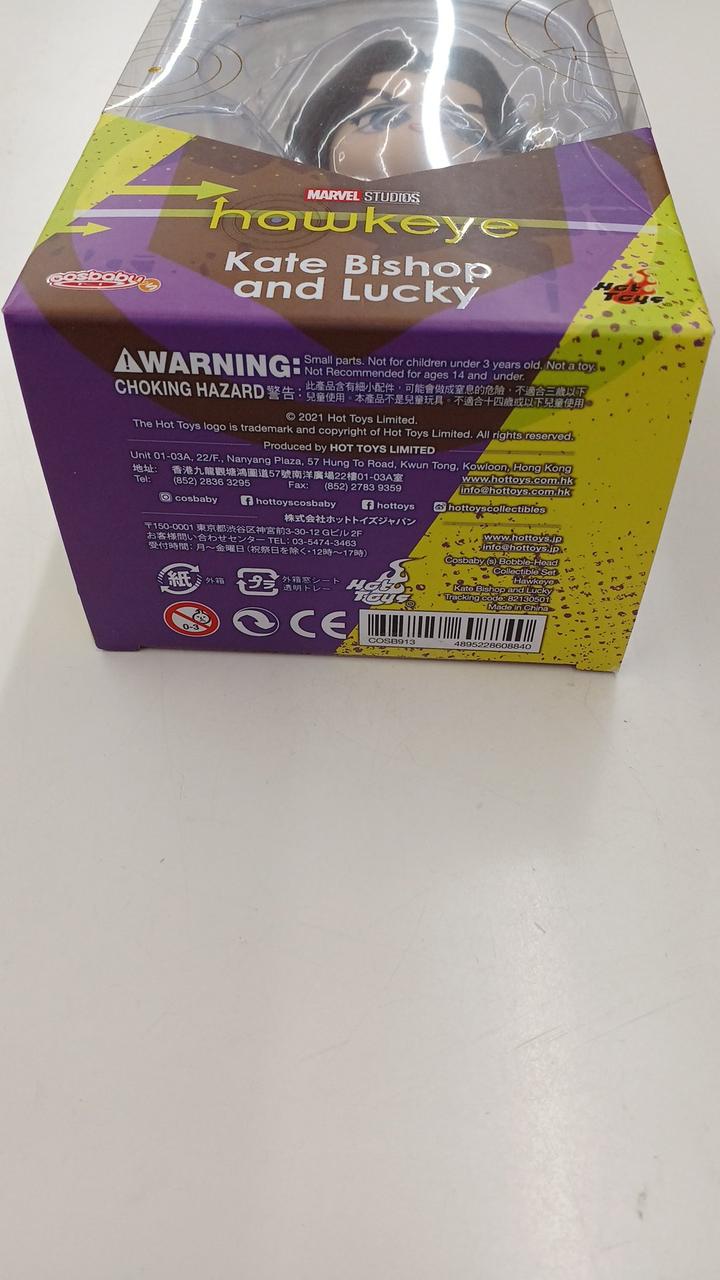 MARVEL STUDIOS
hawkeye
Kate Bishop
and Lucky
cosbaby
Hot Toys
WARNING:
CHOKING HAZARD
Small parts. Not for children under 3 years old. Not a toy.
Not Recommended for ages 14 and under.
警告:
此產品含有細小配件,可能會做成窒息的危險,不適合三歲以下
兒童使用。本產品不是兒童玩具。不適合十四歲或以下兒童使用
© 2021 Hot Toys Limited.
The Hot Toys logo is trademark and copyright of Hot Toys Limited. All rights reserved.
Produced by HOT TOYS LIMITED
Unit 01-03A, 22/F., Nanyang Plaza, 57 Hung To Road, Kwun Tong, Kowloon, Hong Kong
地址: 香港九龍觀塘鴻圖道57號南洋廣場22樓01-03A室
Tel: (852) 2836 3295 Fax: (852) 2783 9359
www.hottoys.com.hk
info@hottoys.com.hk
cosbaby hottoyscosbaby hottoys hottoyscollectibles
株式会社ホットトイズジャパン
〒150-0001 東京都渋谷区神宮前3-30-12 Gビル2F
お客様問い合わせセンター TEL: 03-5474-3463
受付時間:月〜金曜日(祝祭日を除く・12時〜17時)
www.hottoys.jp
info@hottoys.jp
Cosbaby (s) Bobble-Head
Collectible Set
Hawkeye
Kate Bishop and Lucky
Tracking code: 82130501
Made in China
紙 外箱
プラ 外箱窓シート
透明トレー
Hot Toys
0-3
CE
COSB913 4895228608840